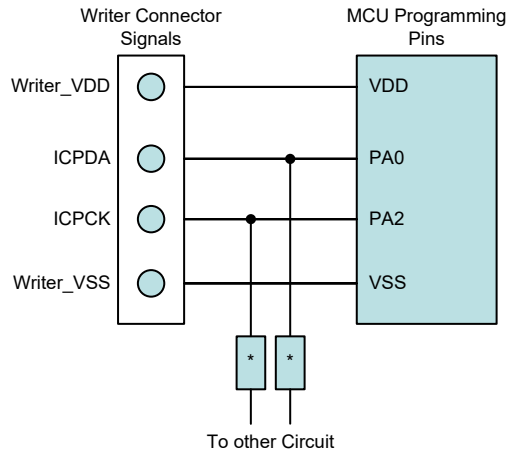 Writer Connector
Signals
MCU Programming
Pins
Writer_VDD
VDD
ICPDA
PA0
ICPCK
PA2
Writer_VSS
VSS
*
*
To other Circuit